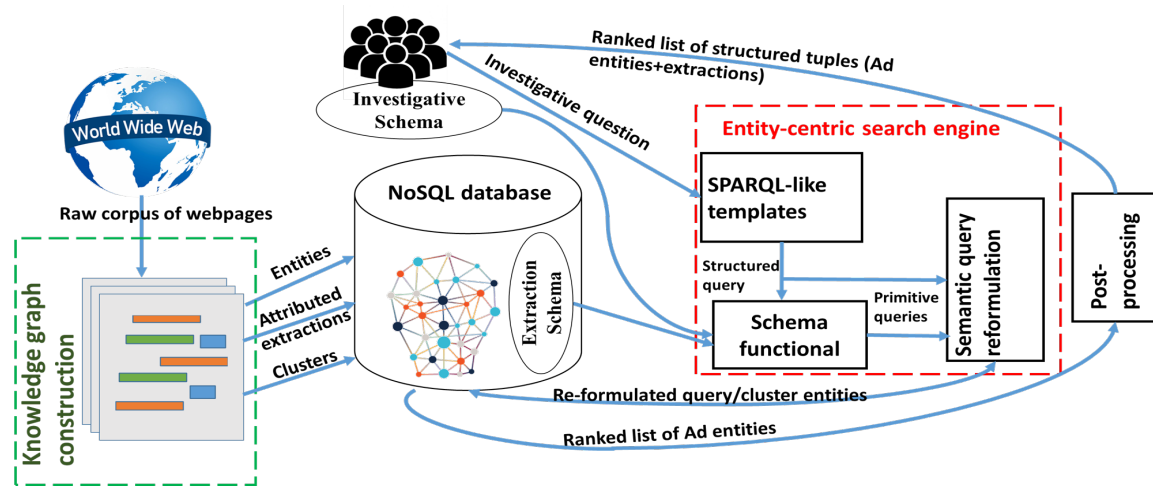 World Wide Web
Raw corpus of webpages
Knowledge graph
construction
Entities
Attributed
extractions
Clusters
Investigative
Schema
NoSQL database
Extraction
Schema
Investigative question
Ranked list of structured tuples (Ad
entities+extractions)
Entity-centric search engine
SPARQL-like
templates
Structured
query
Schema
functional
Primitive
queries
Semantic query
reformulation
Post-
processing
Re-formulated query/cluster entities
Ranked list of Ad entities